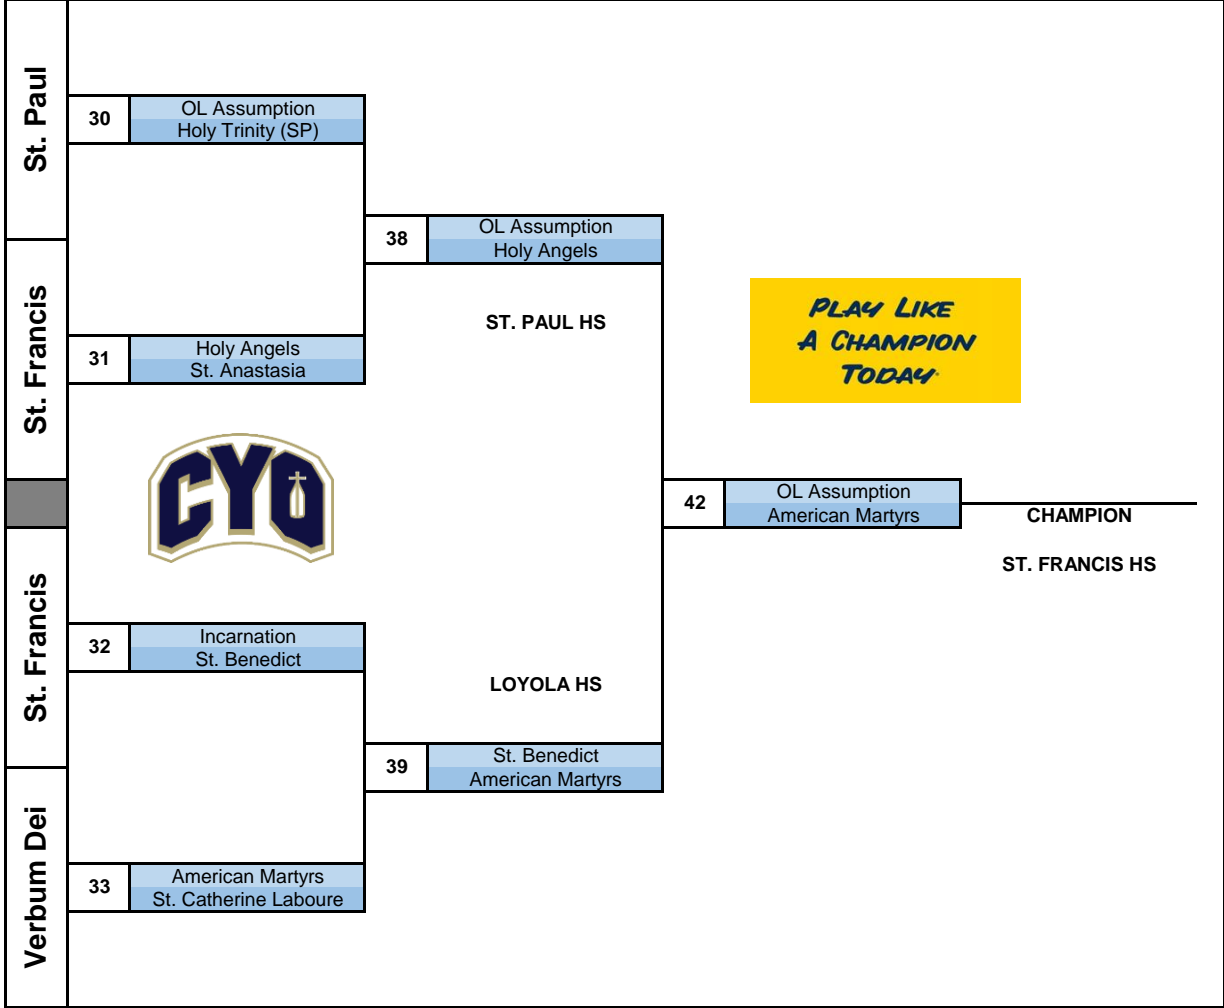 St. Paul
30
OL Assumption
Holy Trinity (SP)
38
OL Assumption
Holy Angels
St. Francis
ST. PAUL HS
PLAY LIKE
A CHAMPION
TODAY
31
Holy Angels
St. Anastasia
CYO
42
OL Assumption
American Martyrs
CHAMPION
ST. FRANCIS HS
St. Francis
32
Incarnation
St. Benedict
LOYOLA HS
39
St. Benedict
American Martyrs
Verbum Dei
33
American Martyrs
St. Catherine Laboure